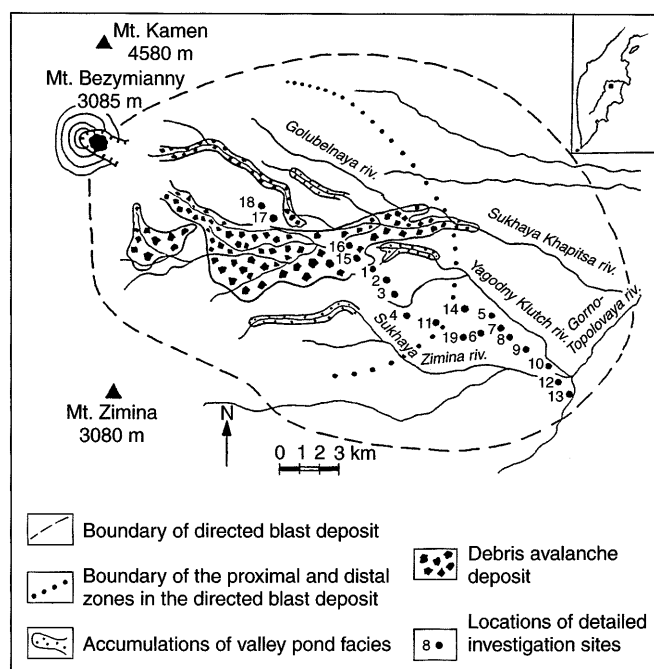 Mt. Kamen
4580 m
Mt. Bezymianny
3085 m
Golubelnaya riv.
18
17
Sukhaya Khapitsa riv.
16
15
1
2
3
Yagodny Klutch riv.
Gorno-
Topolovaya riv.
4
14
5
11
7
8
19
6
9
Sukhaya
Zimina riv.
10
12
13
Mt. Zimina
3080 m
N
0 1 2 3 km
Boundary of directed blast deposit
Boundary of the proximal and distal
zones in the directed blast deposit
Accumulations of valley pond facies
Debris avalanche
deposit
8
Locations of detailed
investigation sites